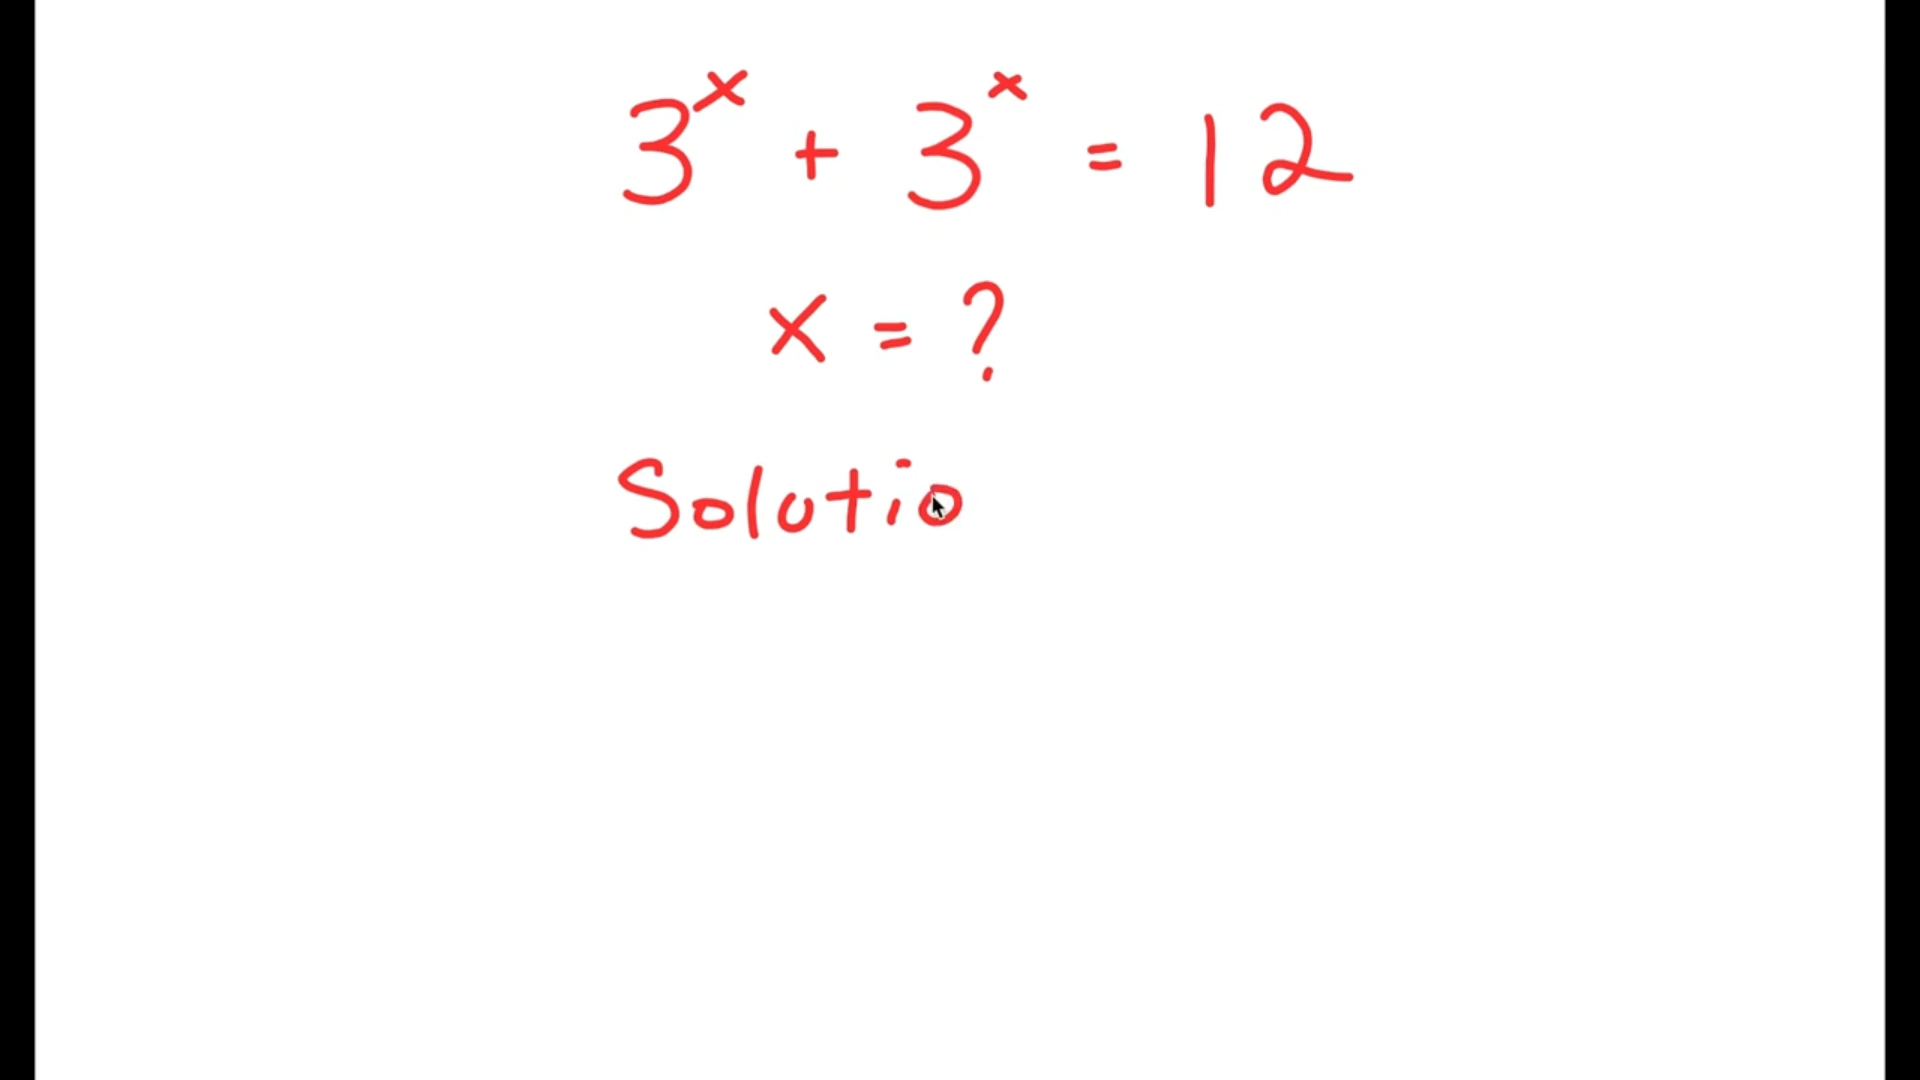 3^x + 3^x = 12
x = ?
Solutio